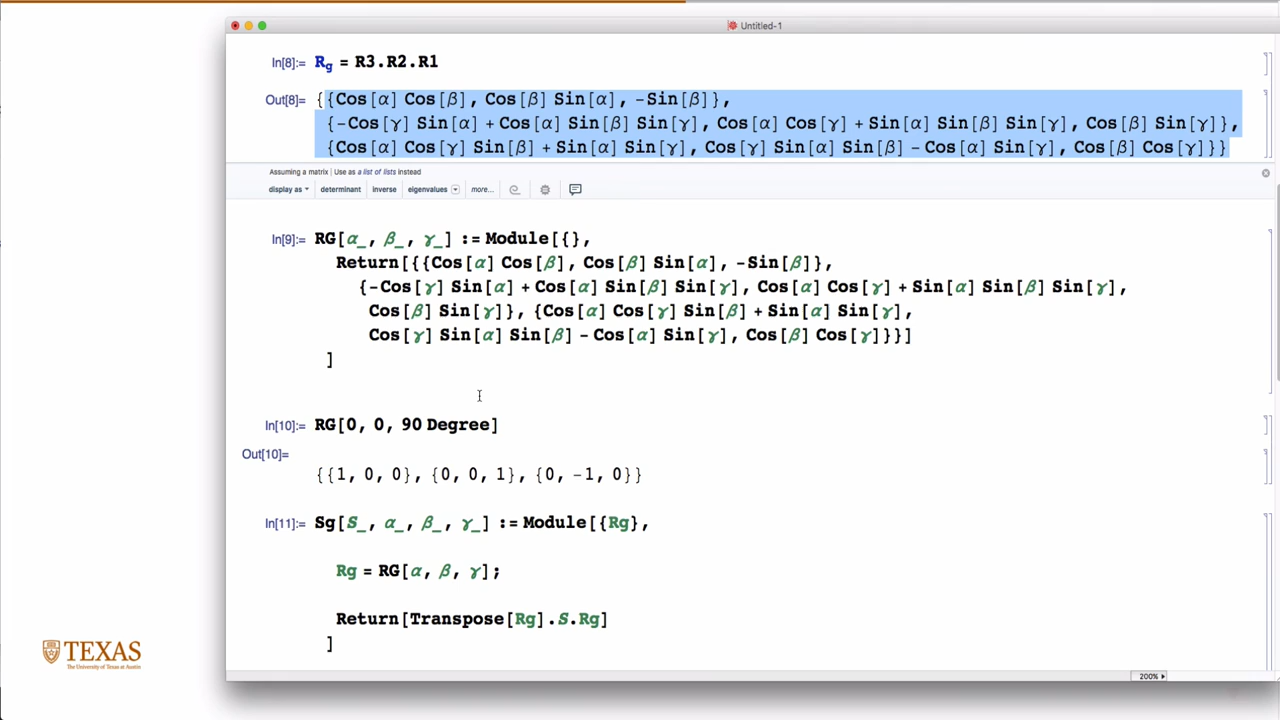 Untitled-1
In[8]:= Rg = R3.R2.R1
Out[8]= {{Cos[α] Cos[β], Cos[β] Sin[α], -Sin[β]},
{-Cos[γ] Sin[α] + Cos[α] Sin[β] Sin[γ], Cos[α] Cos[γ] + Sin[α] Sin[β] Sin[γ], Cos[β] Sin[γ]},
{Cos[α] Cos[γ] Sin[β] + Sin[α] Sin[γ], Cos[γ] Sin[α] Sin[β] - Cos[α] Sin[γ], Cos[β] Cos[γ]}}
Assuming a matrix | Use as a list of lists instead
display as determinant inverse eigenvalues more...
In[9]:= RG[α_, β_, γ_] := Module[{},
Return[{{Cos[α] Cos[β], Cos[β] Sin[α], -Sin[β]},
{-Cos[γ] Sin[α] + Cos[α] Sin[β] Sin[γ], Cos[α] Cos[γ] + Sin[α] Sin[β] Sin[γ],
Cos[β] Sin[γ]}, {Cos[α] Cos[γ] Sin[β] + Sin[α] Sin[γ],
Cos[γ] Sin[α] Sin[β] - Cos[α] Sin[γ], Cos[β] Cos[γ]}}]
]
In[10]:= RG[0, 0, 90 Degree]
Out[10]=
{{1, 0, 0}, {0, 0, 1}, {0, -1, 0}}
In[11]:= Sg[S_, α_, β_, γ_] := Module[{Rg},
Rg = RG[α, β, γ];
Return[Transpose[Rg].S.Rg]
]
TEXAS
The University of Texas at Austin
200%